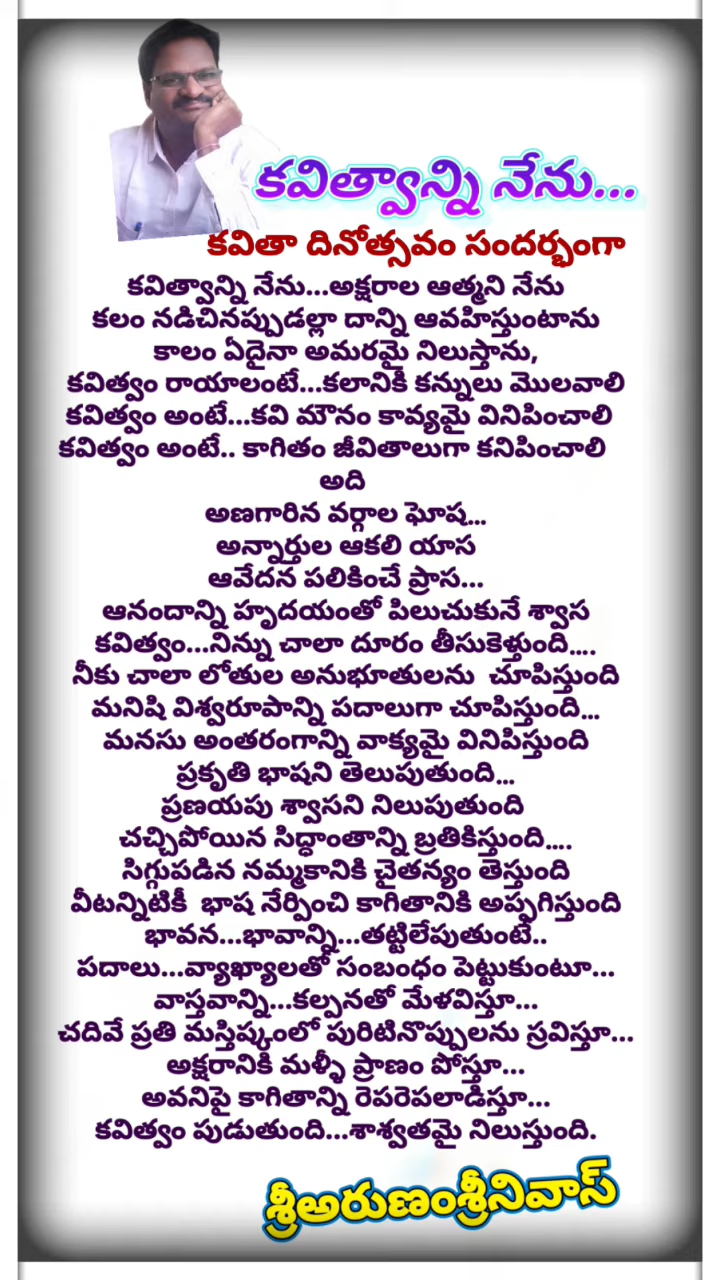 కవిత్వాన్ని నేను...
కవితా దినోత్సవం సందర్భంగా
కవిత్వాన్ని నేను...అక్షరాల ఆత్మని నేను
కలం నడిచినప్పుడల్లా దాన్ని ఆవహిస్తుంటాను
కాలం ఏదైనా అమరమై నిలుస్తాను,
కవిత్వం రాయాలంటే...కలానికి కన్నులు మొలవాలి
కవిత్వం అంటే...కవి మౌనం కావ్యమై వినిపించాలి
కవిత్వం అంటే.. కాగితం జీవితాలుగా కనిపించాలి
అది
అణగారిన వర్గాల ఘోష...
అన్నార్తుల ఆకలి యాస
ఆవేదన పలికించే ప్రాస...
ఆనందాన్ని హృదయంతో పిలుచుకునే శ్వాస
కవిత్వం...నిన్ను చాలా దూరం తీసుకెళ్తుంది....
నీకు చాలా లోతుల అనుభూతులను చూపిస్తుంది
మనిషి విశ్వరూపాన్ని పదాలుగా చూపిస్తుంది...
మనసు అంతరంగాన్ని వాక్యమై వినిపిస్తుంది
ప్రకృతి భాషని తెలుపుతుంది...
ప్రణయపు శ్వాసని నిలుపుతుంది
చచ్చిపోయిన సిద్ధాంతాన్ని బ్రతికిస్తుంది....
సిగ్గుపడిన నమ్మకానికి చైతన్యం తెస్తుంది
వీటన్నిటికీ భాష నేర్పించి కాగితానికి అప్పగిస్తుంది
భావన...భావాన్ని...తట్టిలేపుతుంటే..
పదాలు...వ్యాఖ్యాలతో సంబంధం పెట్టుకుంటూ...
వాస్తవాన్ని...కల్పనతో మేళవిస్తూ...
చదివే ప్రతి మస్తిష్కంలో పురిటినొప్పులను స్రవిస్తూ...
అక్షరానికి మళ్ళీ ప్రాణం పోస్తూ...
అవనిపై కాగితాన్ని రెపరెపలాడిస్తూ...
కవిత్వం పుడుతుంది...శాశ్వతమై నిలుస్తుంది.
శ్రీఅరుణంశ్రీనివాస్